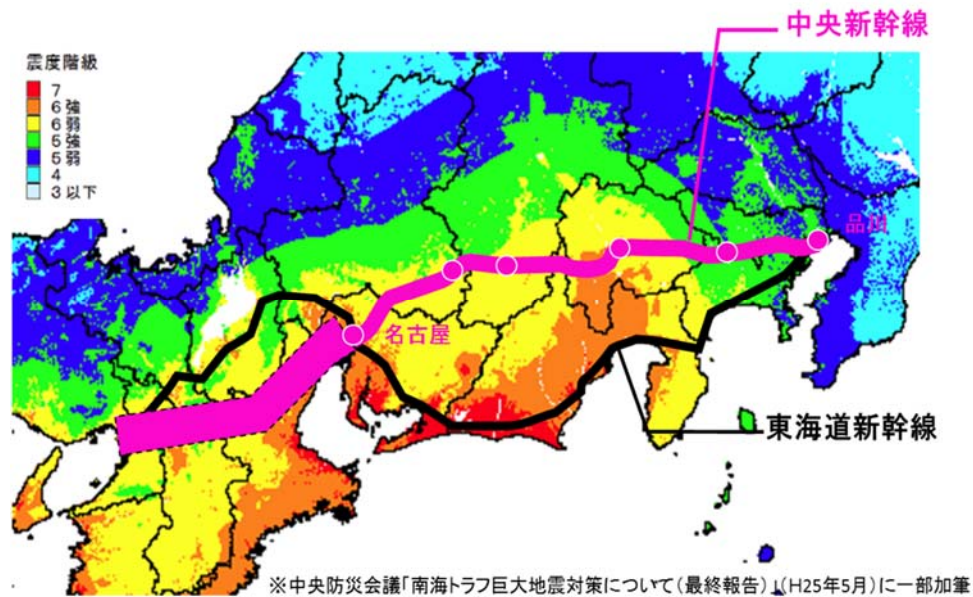 中央新幹線
震度階級
7
6強
6弱
5強
5弱
4
3以下
品川
名古屋
東海道新幹線
※中央防災会議「南海トラフ巨大地震対策について(最終報告)」(H25年5月)に一部加筆